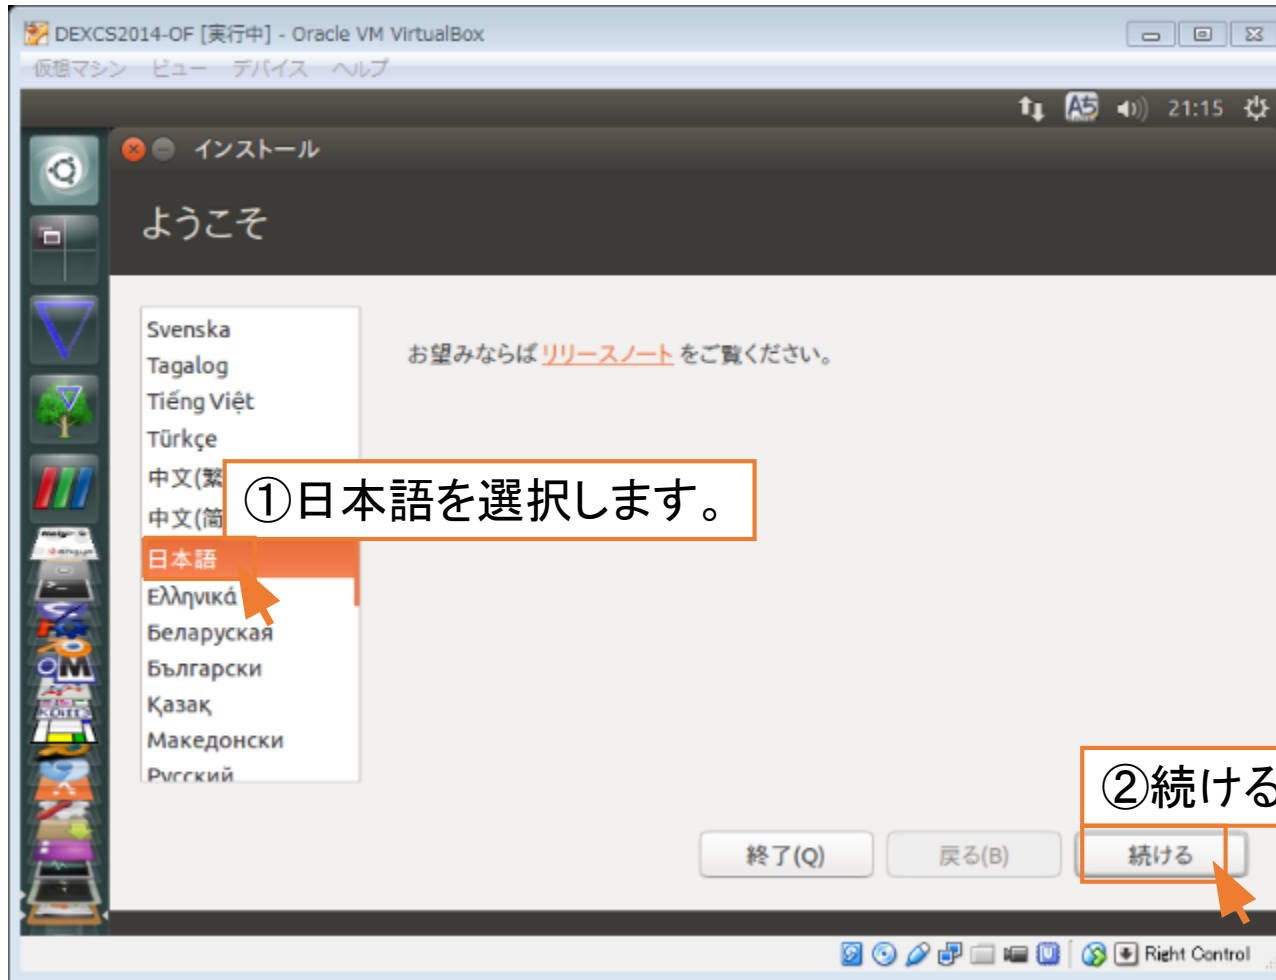 DEXCS2014-OF [実行中] - Oracle VM VirtualBox
仮想マシン ビュー デバイス ヘルプ
21:15
インストール
ようこそ
Svenska
Tagalog
Tiếng Việt
Türkçe
中文(繁
中文(简
日本語
Ελληνικά
Беларуская
Български
Қазақ
Македонски
Русский
お望みならば リリースノート をご覧ください。
①日本語を選択します。
②続ける
終了(Q) 戻る(B) 続ける
Right Control